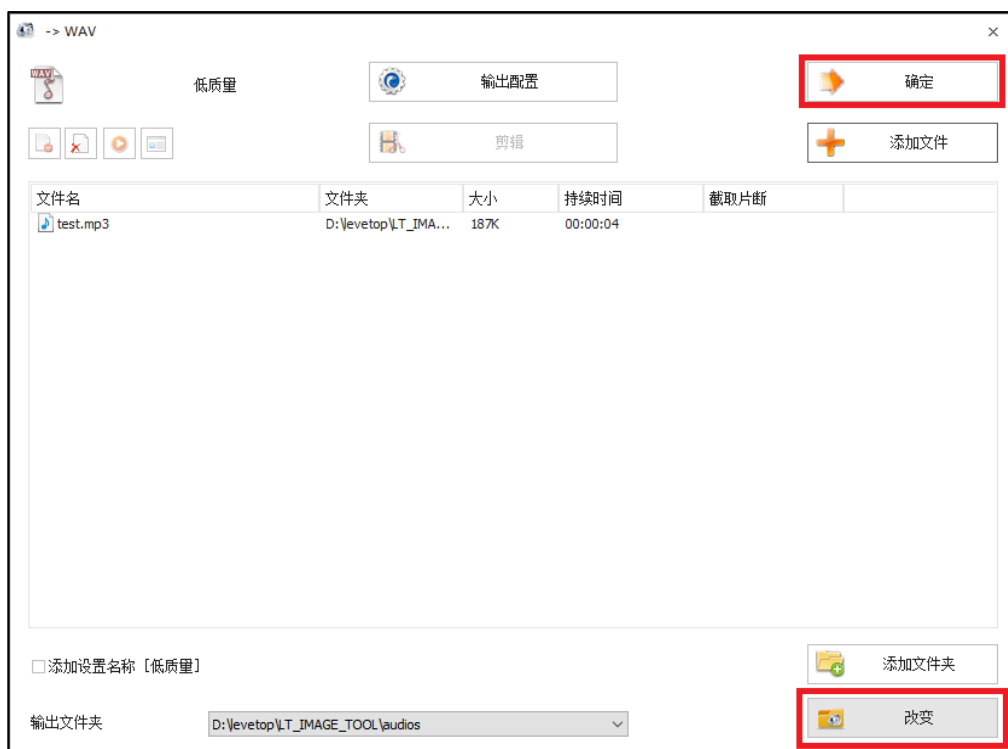 -> WAV
WAV
低质量
输出配置
确定
剪辑
添加文件
文件名 文件夹 大小 持续时间 截取片断
test.mp3 D:\levetop\LT_IMA... 187K 00:00:04
添加设置名称 [低质量]
添加文件夹
输出文件夹 D:\levetop\LT_IMAGE_TOOL\audios 改变